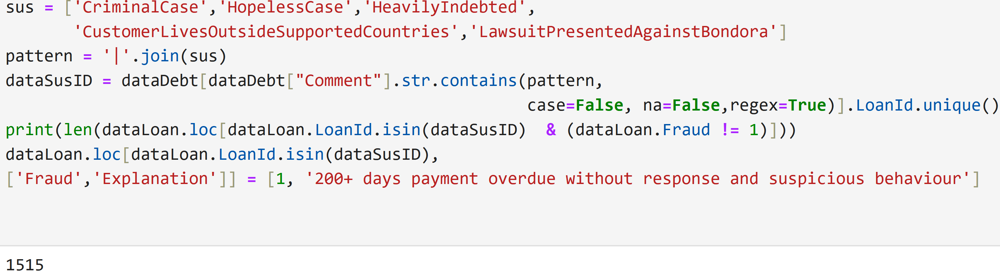 sus = ['CriminalCase','HopelessCase','HeavilyIndebted',
       'CustomerLivesOutsideSupportedCountries','LawsuitPresentedAgainstBondora']
pattern = '|'.join(sus)
dataSusID = dataDebt[dataDebt["Comment"].str.contains(pattern,
                                                      case=False, na=False,regex=True)].LoanId.unique()
print(len(dataLoan.loc[dataLoan.LoanId.isin(dataSusID)  & (dataLoan.Fraud != 1)]))
dataLoan.loc[dataLoan.LoanId.isin(dataSusID),
['Fraud','Explanation']] = [1, '200+ days payment overdue without response and suspicious behaviour']
1515